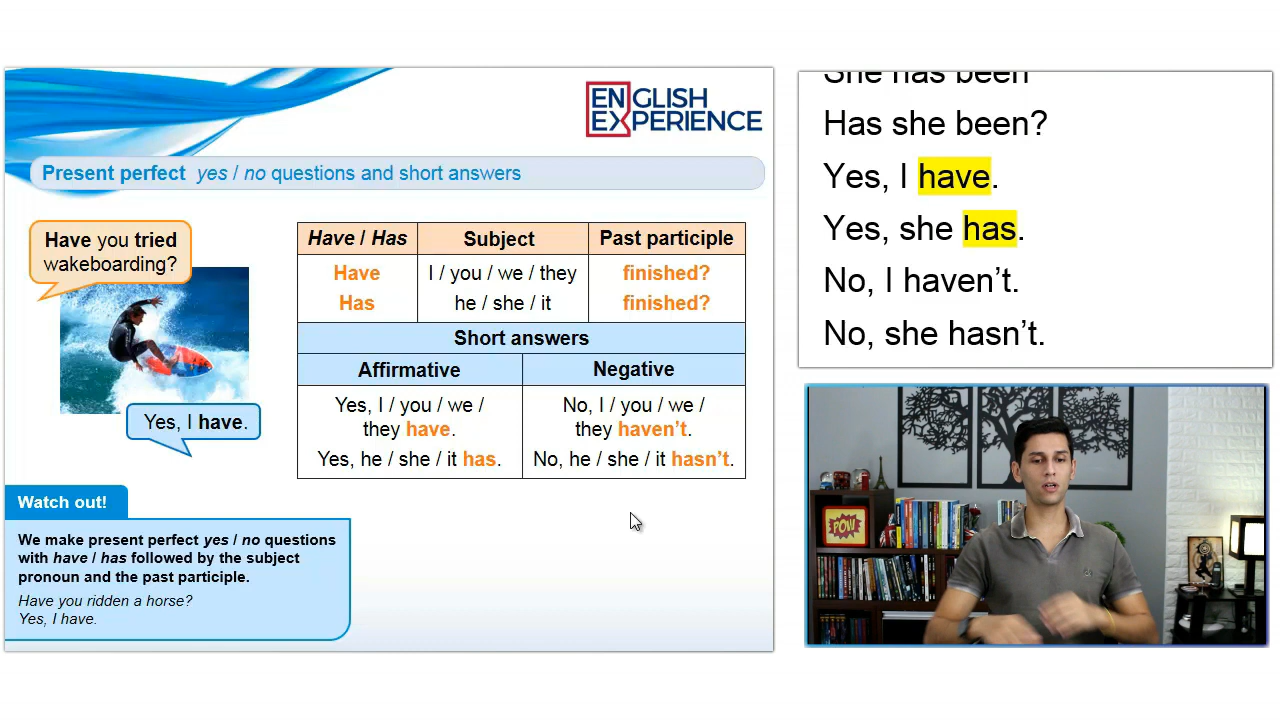 ENGLISH
EXPERIENCE
Present perfect yes / no questions and short answers
Have you tried
wakeboarding?
Yes, I have.
Have / Has Subject Past participle
Have I / you / we / they finished?
Has he / she / it finished?
Short answers
Affirmative Negative
Yes, I / you / we /
they have.
Yes, he / she / it has.
No, I / you / we /
they haven’t.
No, he / she / it hasn’t.
Watch out!
We make present perfect yes / no questions
with have / has followed by the subject
pronoun and the past participle.
Have you ridden a horse?
Yes, I have.
She has been
Has she been?
Yes, I have.
Yes, she has.
No, I haven’t.
No, she hasn’t.
POW